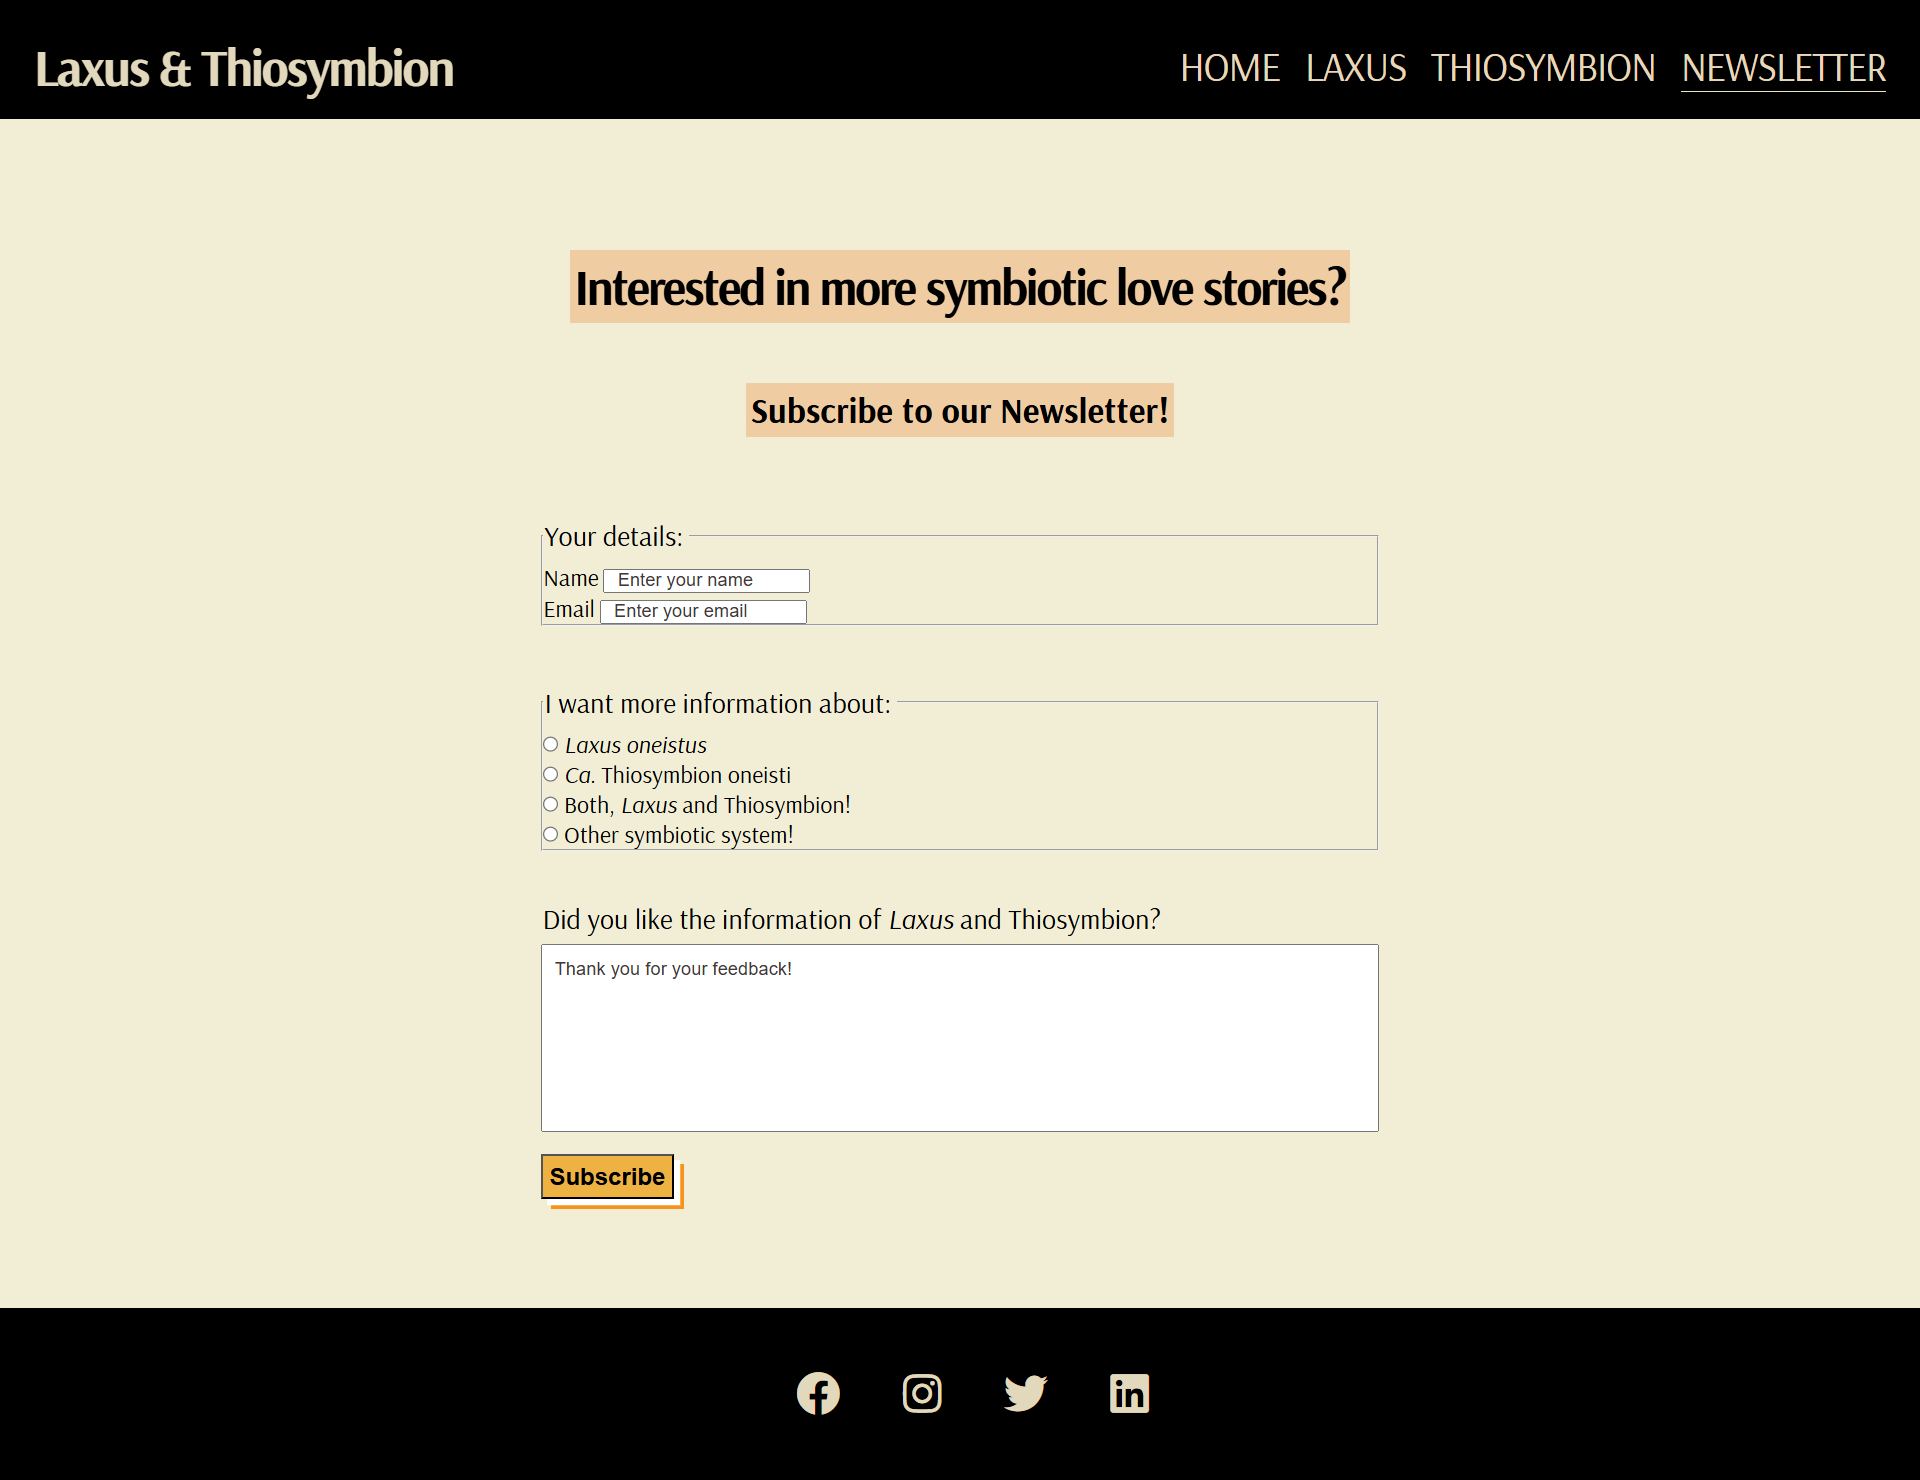 Laxus & Thiosymbion
HOME LAXUS THIOSYMBION NEWSLETTER
Interested in more symbiotic love stories?
Subscribe to our Newsletter!
Your details:
Name Enter your name
Email Enter your email
I want more information about:
Laxus oneistus
Ca. Thiosymbion oneisti
Both, Laxus and Thiosymbion!
Other symbiotic system!
Did you like the information of Laxus and Thiosymbion?
Thank you for your feedback!
Subscribe